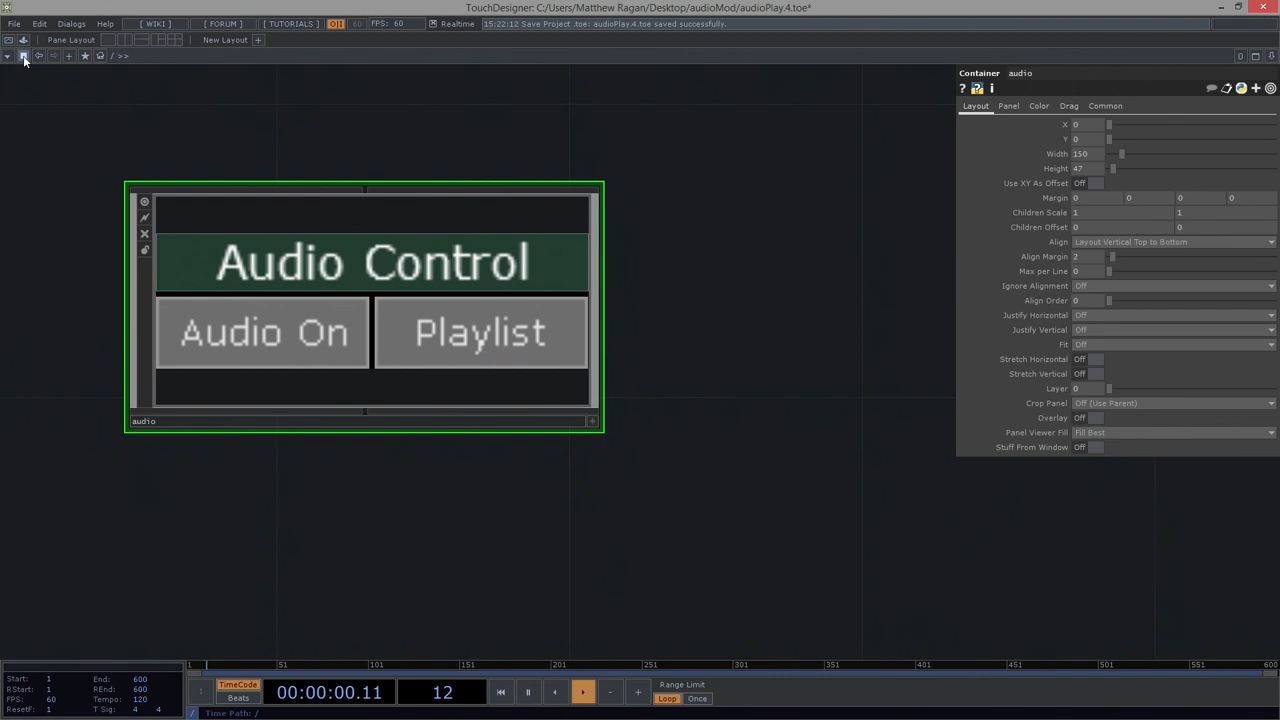 TouchDesigner: C:/Users/Matthew Ragan/Desktop/audioMod/audioPlay.4.toe*
File Edit Dialogs Help [ WIKI ] [ FORUM ] [ TUTORIALS ] O|I 60 FPS: 60 Realtime 15:22:12 Save Project .toe: audioPlay.4.toe saved successfully.
Pane Layout New Layout +
/ >> 0
Container audio
? ? i
Layout Panel Color Drag Common
X 0
Y 0
Width 150
Height 47
Use XY As Offset Off
Margin 0 0 0 0
Children Scale 1 1
Children Offset 0 0
Align Layout Vertical Top to Bottom
Align Margin 2
Max per Line 0
Ignore Alignment Off
Align Order 0
Justify Horizontal Off
Justify Vertical Off
Fit Off
Stretch Horizontal Off
Stretch Vertical Off
Layer 0
Crop Panel Off (Use Parent)
Overlay Off
Panel Viewer Fill Fill Best
Stuff From Window Off
Audio Control
Audio On Playlist
audio
1 51 101 151 201 251 301 351 401 451 501 551 600
Start: 1 End: 600
RStart: 1 REnd: 600
FPS: 60 Tempo: 120
ResetF: 1 T Sig: 4 4
TimeCode
Beats
00:00:00.11 12
Range Limit
Loop Once
/ Time Path: /